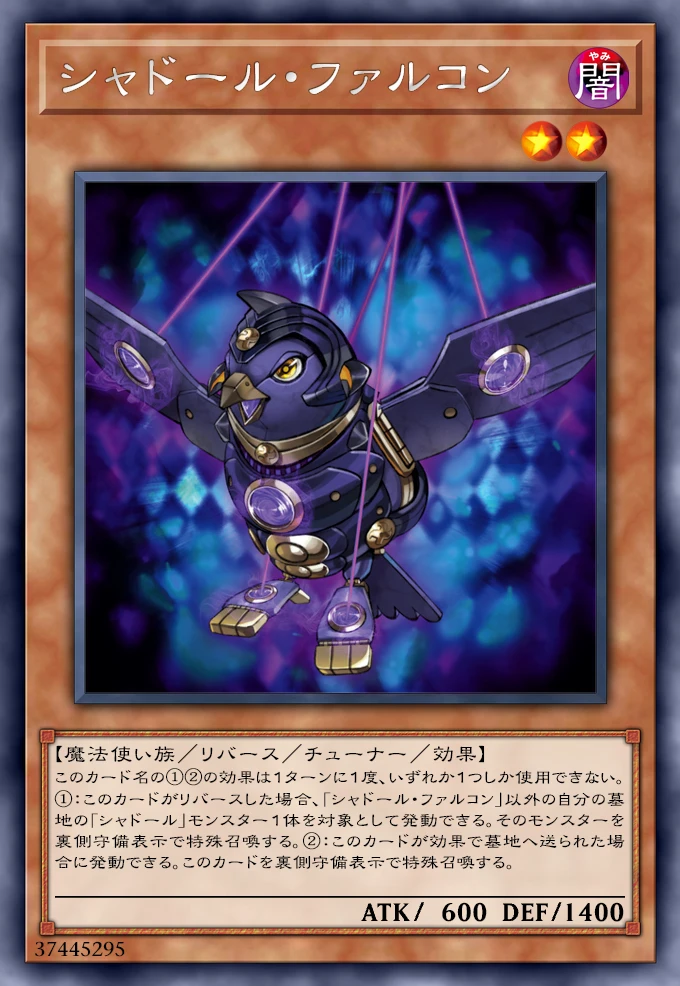 シャドール・ファルコン
やみ
闇
【魔法使い族／リバース／チューナー／効果】
このカード名の①②の効果は1ターンに1度、いずれか1つしか使用できない。
①：このカードがリバースした場合、「シャドール・ファルコン」以外の自分の墓
地の「シャドール」モンスター1体を対象として発動できる。そのモンスターを
裏側守備表示で特殊召喚する。②：このカードが効果で墓地へ送られた場
合に発動できる。このカードを裏側守備表示で特殊召喚する。
ATK/ 600 DEF/1400
37445295